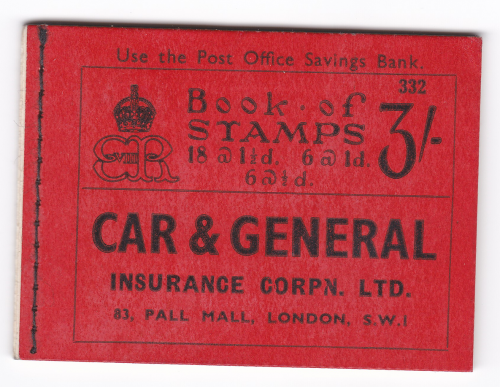 Use the Post Office Savings Bank.
332
Book of
STAMPS 3/-
EVIIIR
18@1½d. 6@1d.
6@½d.
CAR & GENERAL
INSURANCE CORPN. LTD.
83, PALL MALL, LONDON, S.W.1